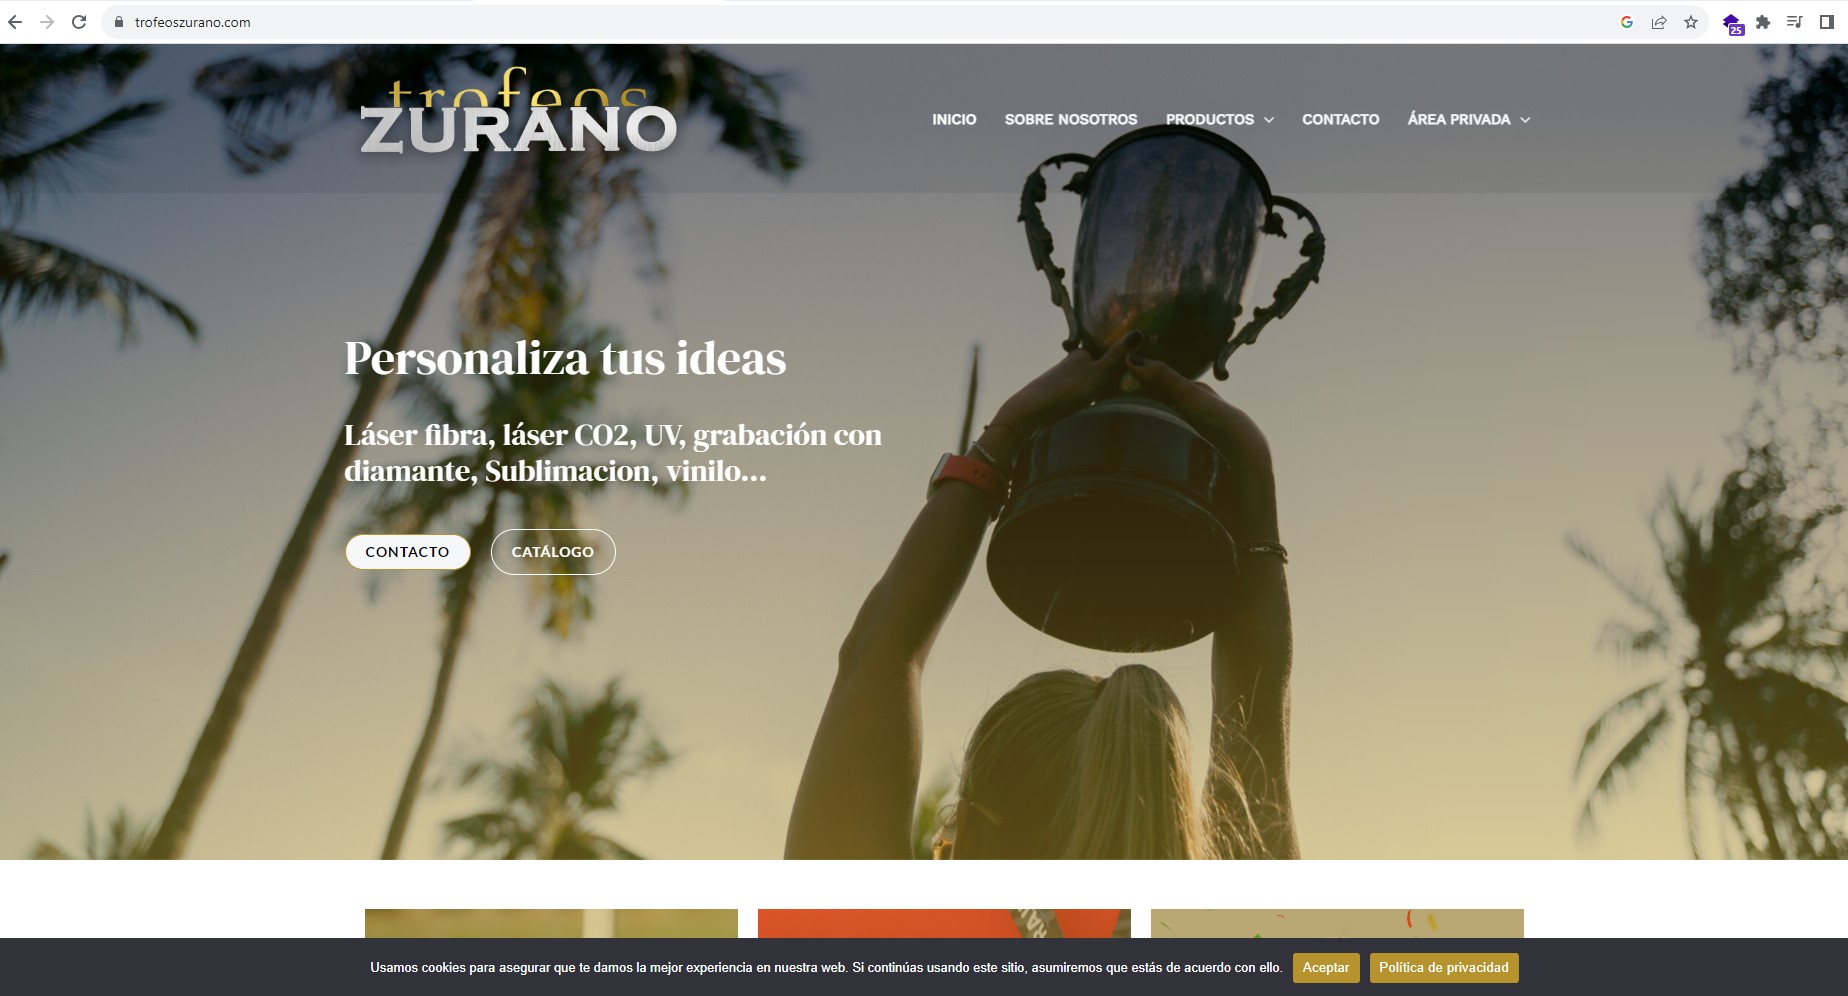 trofeoszurano.com
25
trofeos
ZURANO
INICIO SOBRE NOSOTROS PRODUCTOS CONTACTO ÁREA PRIVADA
Personaliza tus ideas
Láser fibra, láser CO2, UV, grabación con
diamante, Sublimacion, vinilo...
CONTACTO CATÁLOGO
Usamos cookies para asegurar que te damos la mejor experiencia en nuestra web. Si continúas usando este sitio, asumiremos que estás de acuerdo con ello. Aceptar Política de privacidad